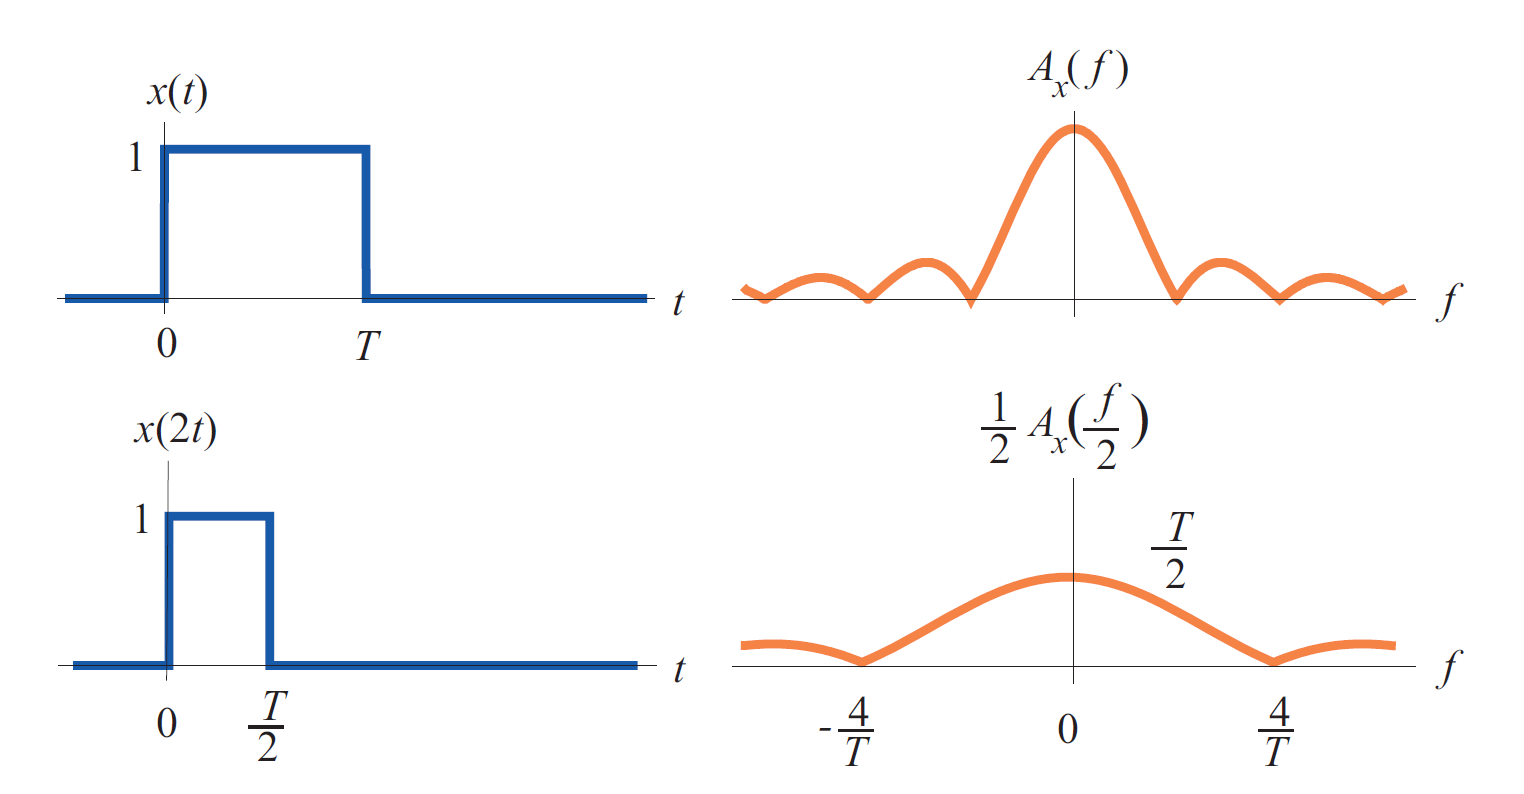 x(t)
1
0
T
t
A_x(f)
f
x(2t)
1
0
T/2
t
1/2 A_x(f/2)
T/2
-4/T
0
4/T
f